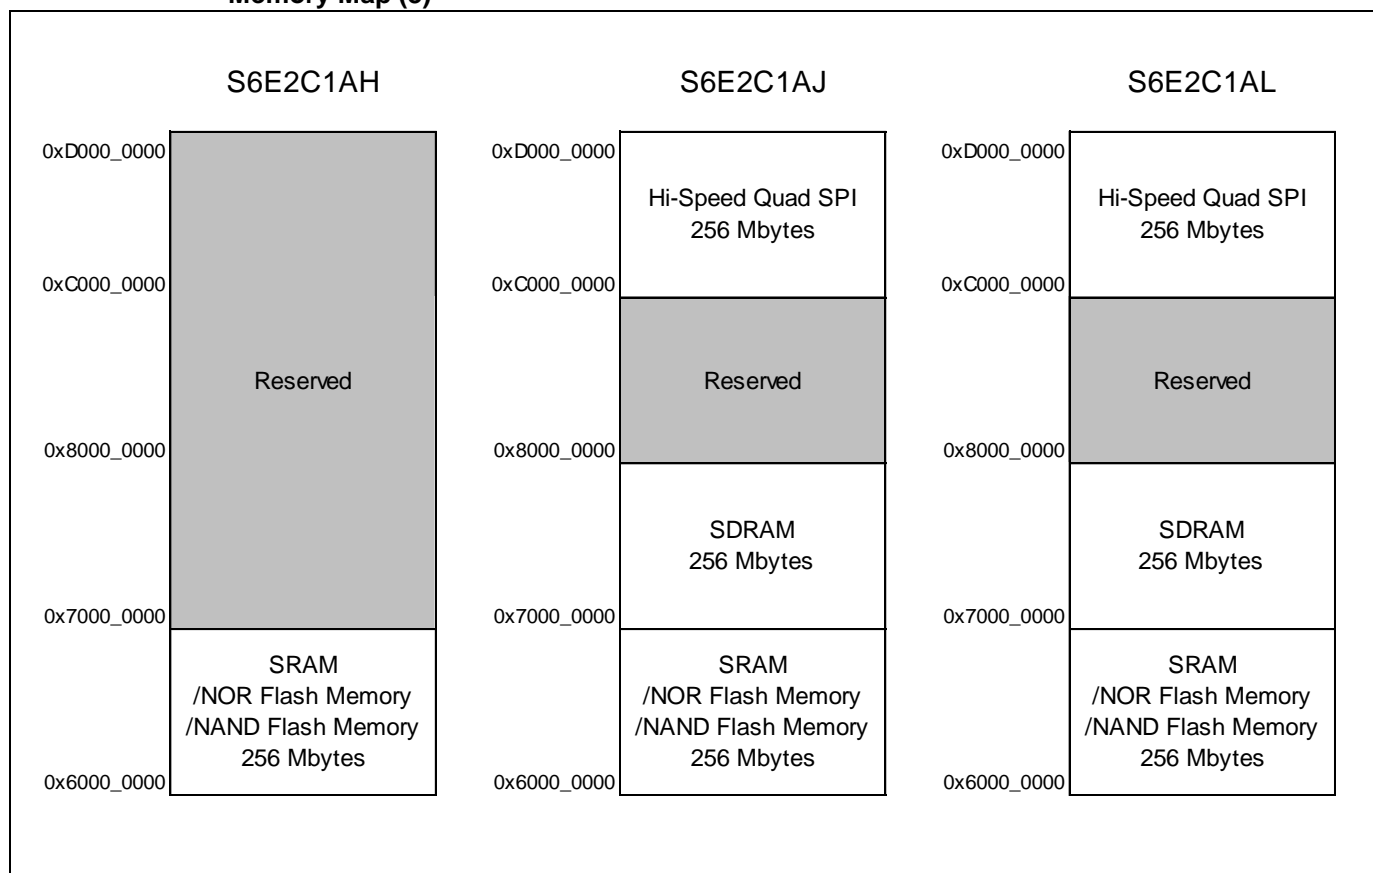 Memory Map (3)
S6E2C1AH
0xD000_0000
0xC000_0000
Reserved
0x8000_0000
0x7000_0000
SRAM
/NOR Flash Memory
/NAND Flash Memory
256 Mbytes
0x6000_0000
S6E2C1AJ
0xD000_0000
Hi-Speed Quad SPI
256 Mbytes
0xC000_0000
Reserved
0x8000_0000
SDRAM
256 Mbytes
0x7000_0000
SRAM
/NOR Flash Memory
/NAND Flash Memory
256 Mbytes
0x6000_0000
S6E2C1AL
0xD000_0000
Hi-Speed Quad SPI
256 Mbytes
0xC000_0000
Reserved
0x8000_0000
SDRAM
256 Mbytes
0x7000_0000
SRAM
/NOR Flash Memory
/NAND Flash Memory
256 Mbytes
0x6000_0000